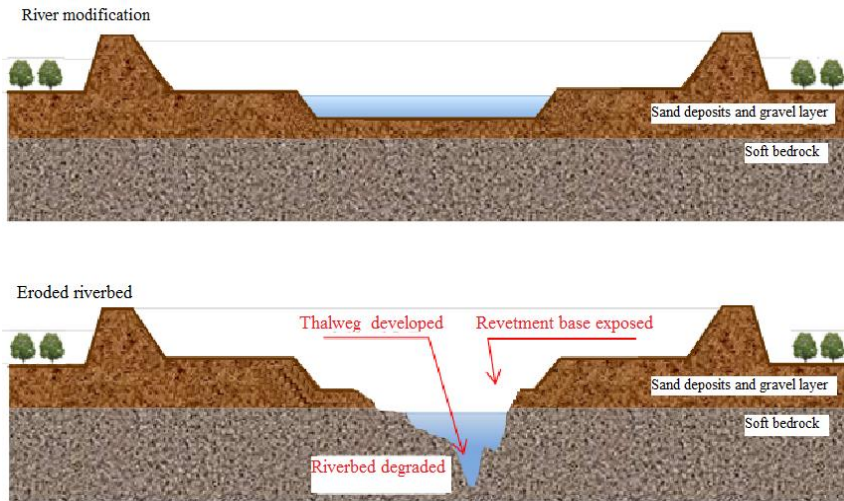 River modification
Sand deposits and gravel layer
Soft bedrock
Eroded riverbed
Thalweg developed
Revetment base exposed
Sand deposits and gravel layer
Soft bedrock
Riverbed degraded